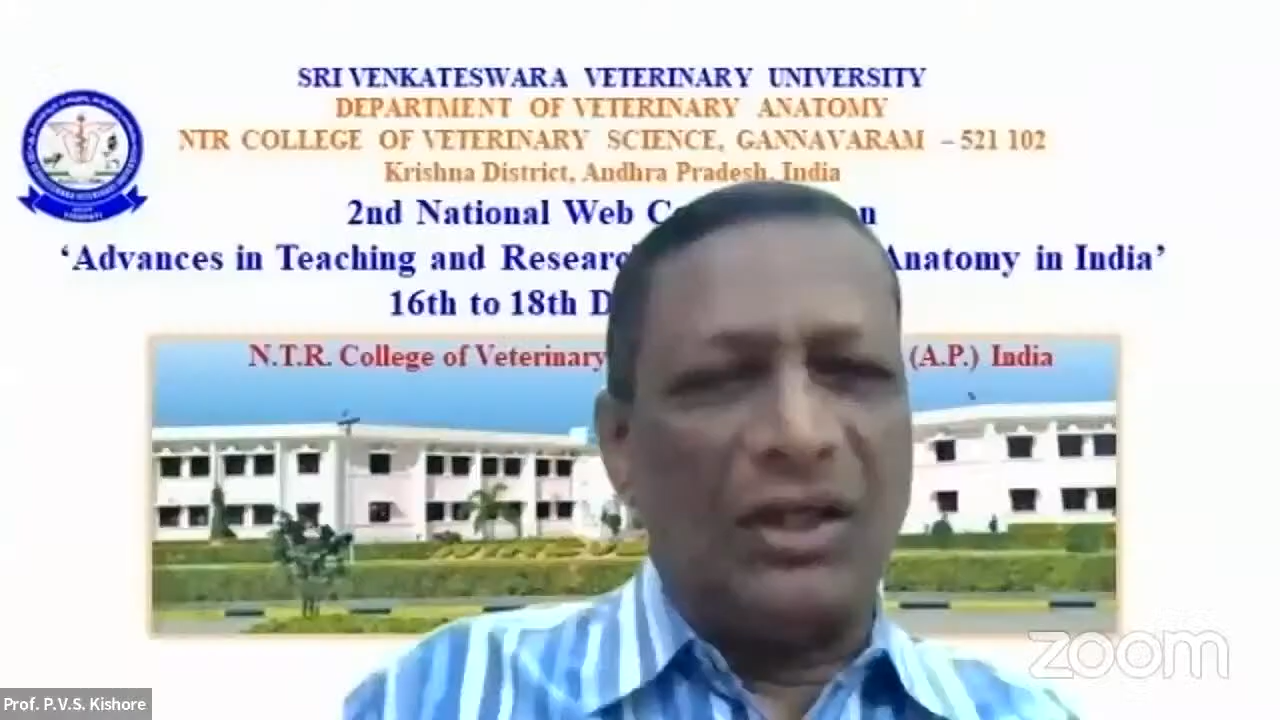 SRI VENKATESWARA VETERINARY UNIVERSITY
DEPARTMENT OF VETERINARY ANATOMY
NTR COLLEGE OF VETERINARY SCIENCE, GANNAVARAM – 521 102
Krishna District, Andhra Pradesh, India
2nd National Web
‘Advances in Teaching and Anatomy in India’
16th to 18th
N.T.R. College of Veterinary (A.P.) India
zoom
Prof. P.V.S. Kishore